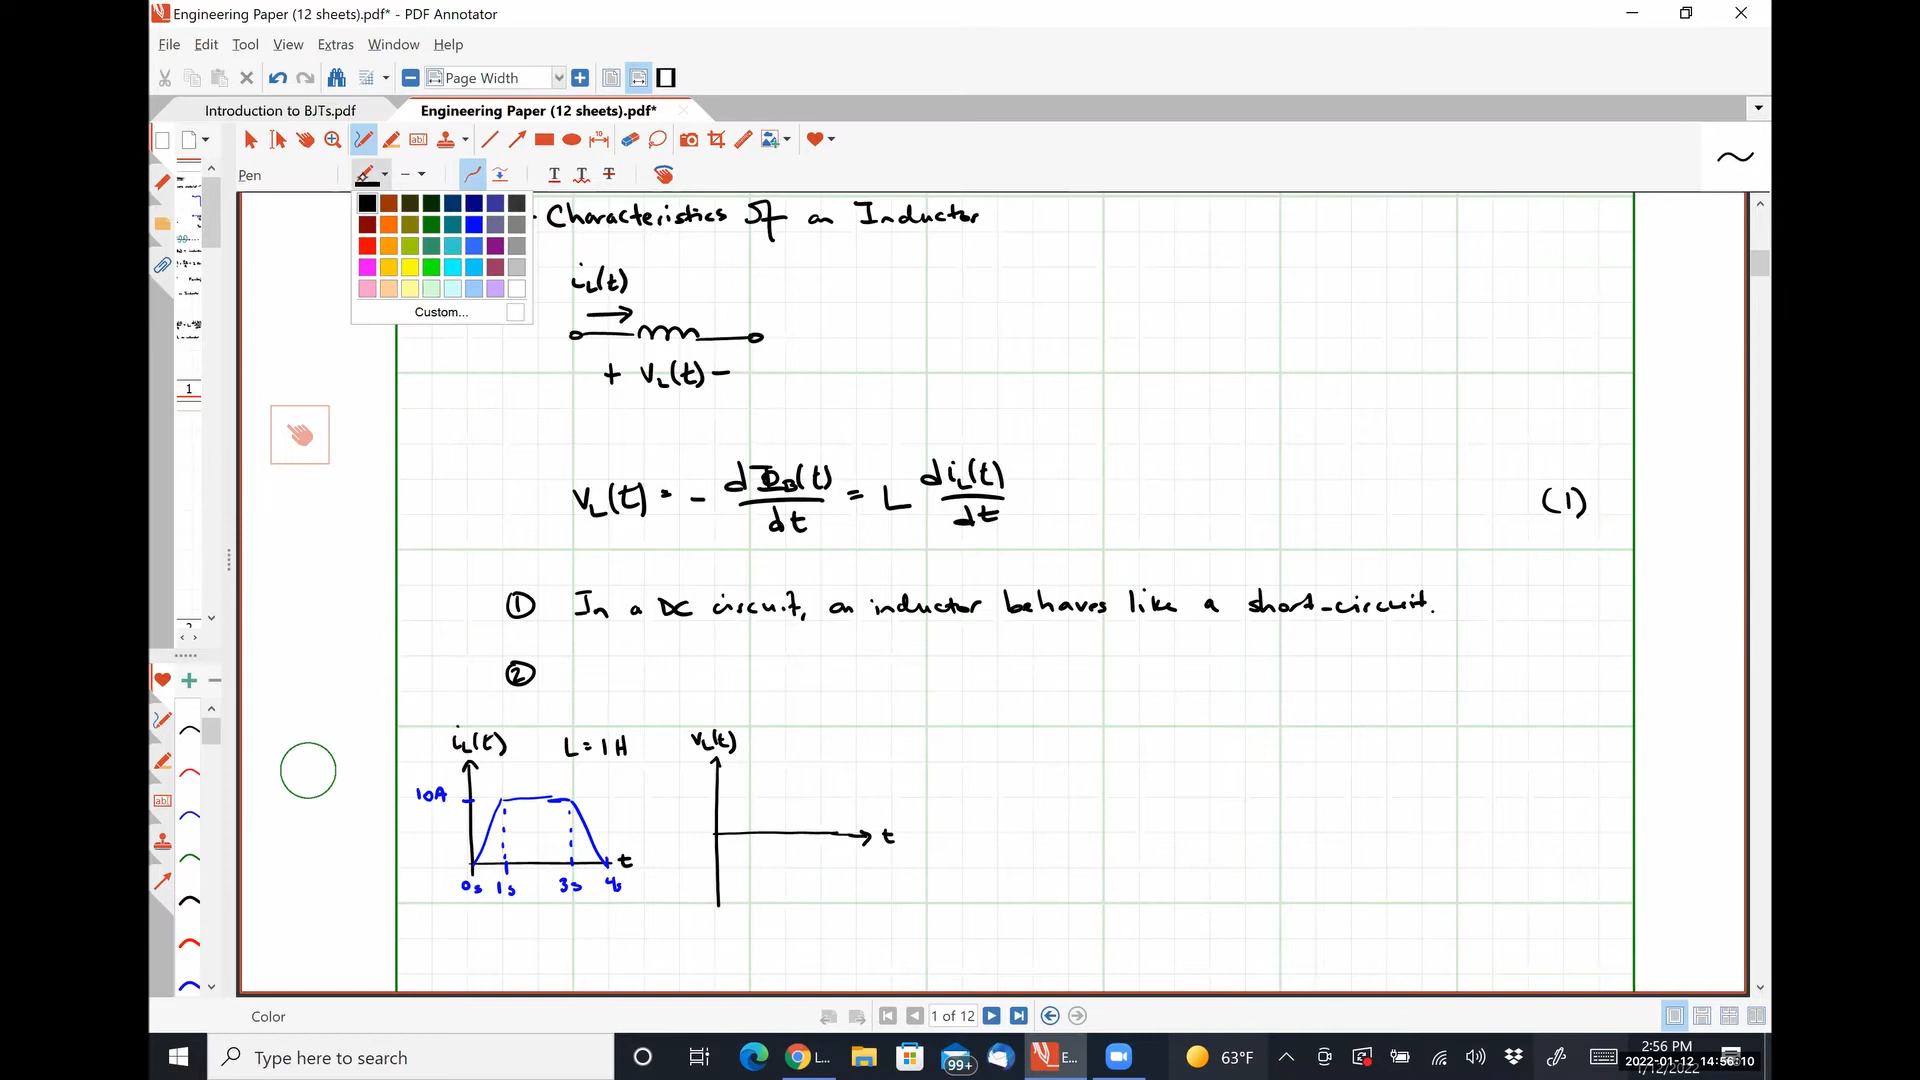 Engineering Paper (12 sheets).pdf* - PDF Annotator
File Edit Tool View Extras Window Help
Page Width
Introduction to BJTs.pdf
Engineering Paper (12 sheets).pdf*
Pen
Custom...
Characteristics of an Inductor
iL(t)
+ VL(t) -
VL(t) = - dΦB(t)/dt = L diL(t)/dt (1)
① In a DC circuit, an inductor behaves like a short-circuit.
②
iL(t) L = 1H VL(t)
10A
t t
0s 1s 3s 4s
1
Color
1 of 12
Type here to search
99+
L...
E...
63°F
2:56 PM
2022-01-12, 14:56:10